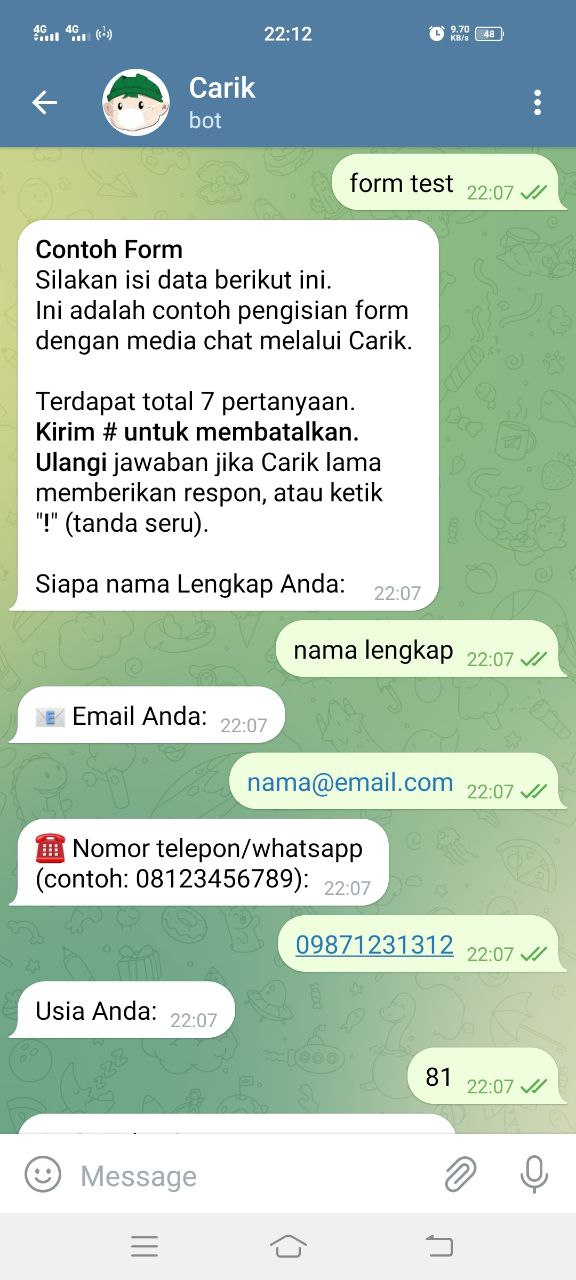 4G 4G 22:12 9.70 KB/s 48
Carik
bot
form test 22:07
Contoh Form
Silakan isi data berikut ini.
Ini adalah contoh pengisian form
dengan media chat melalui Carik.
Terdapat total 7 pertanyaan.
Kirim # untuk membatalkan.
Ulangi jawaban jika Carik lama
memberikan respon, atau ketik
"!" (tanda seru).
Siapa nama Lengkap Anda: 22:07
nama lengkap 22:07
📧 Email Anda: 22:07
nama@email.com 22:07
☎️ Nomor telepon/whatsapp
(contoh: 08123456789): 22:07
09871231312 22:07
Usia Anda: 22:07
81 22:07
Message